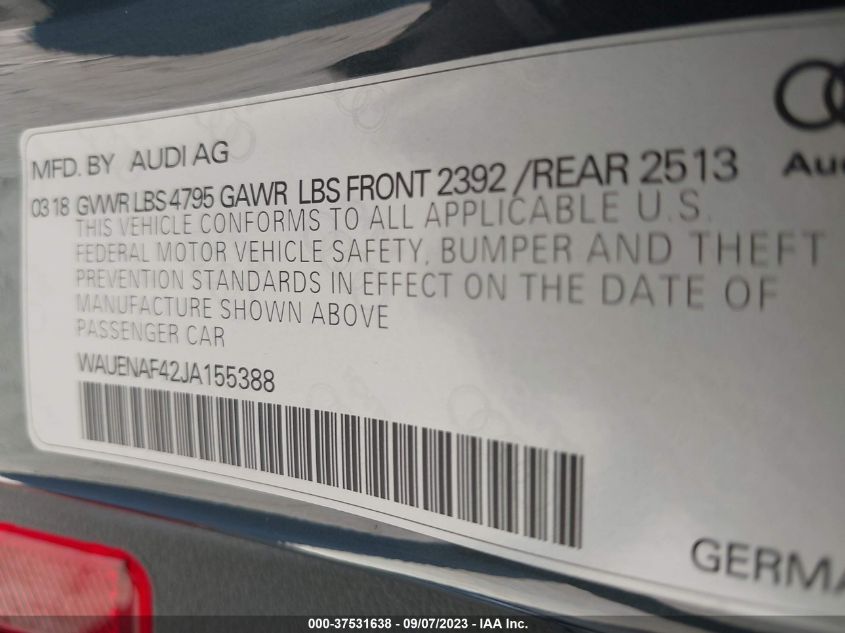 MFD. BY AUDI AG
03 18 GVWR LBS 4795 GAWR LBS FRONT 2392 /REAR 2513
THIS VEHICLE CONFORMS TO ALL APPLICABLE U.S.
FEDERAL MOTOR VEHICLE SAFETY, BUMPER AND THEFT
PREVENTION STANDARDS IN EFFECT ON THE DATE OF
MANUFACTURE SHOWN ABOVE
PASSENGER CAR
WAUENAF42JA155388
000-37531638 - 09/07/2023 - IAA Inc.